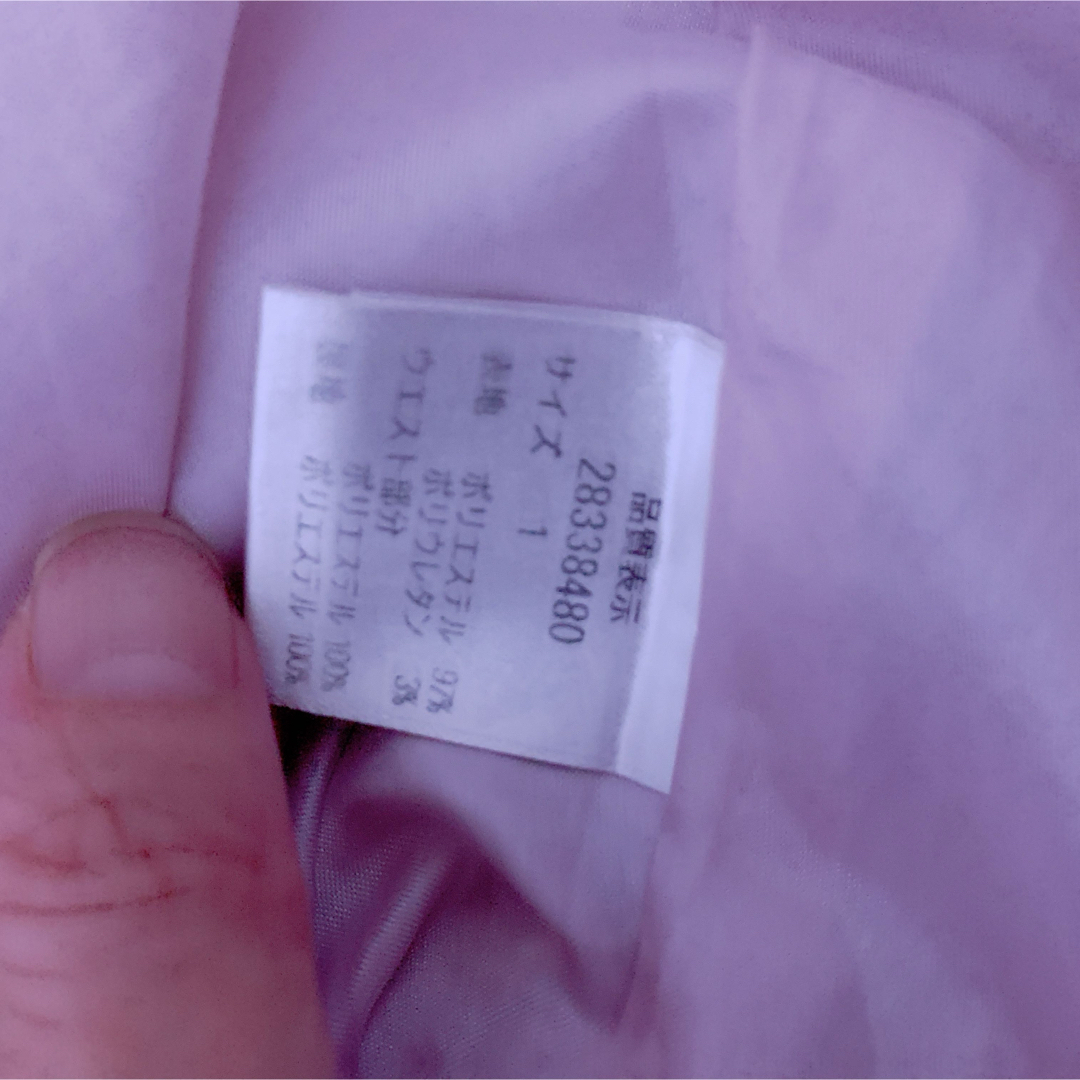 品質表示
28338480
サイズ 1
表地 ポリエステル 97%
ポリウレタン 3%
ウエスト部分
ポリエステル 100%
裏地 ポリエステル 100%